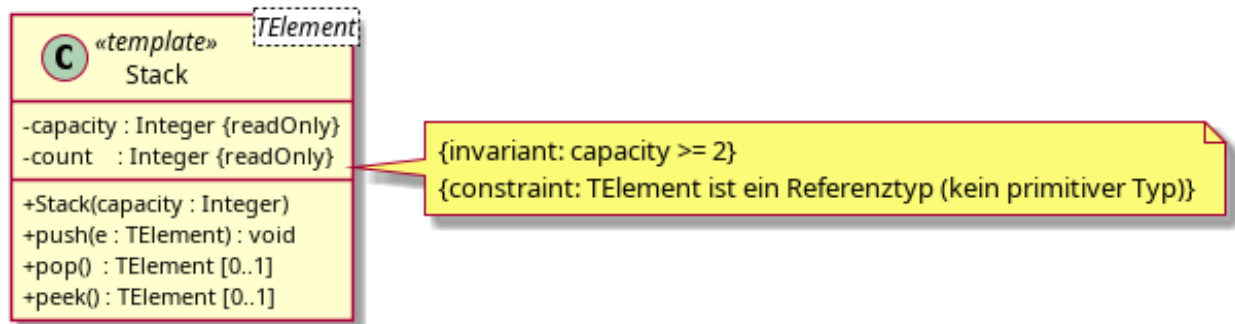 TElement
«template»
C
Stack
-capacity : Integer {readOnly}
-count : Integer {readOnly}
{invariant: capacity >= 2}
{constraint: TElement ist ein Referenztyp (kein primitiver Typ)}
+Stack(capacity : Integer)
+push(e : TElement) : void
+pop() : TElement [0..1]
+peek() : TElement [0..1]